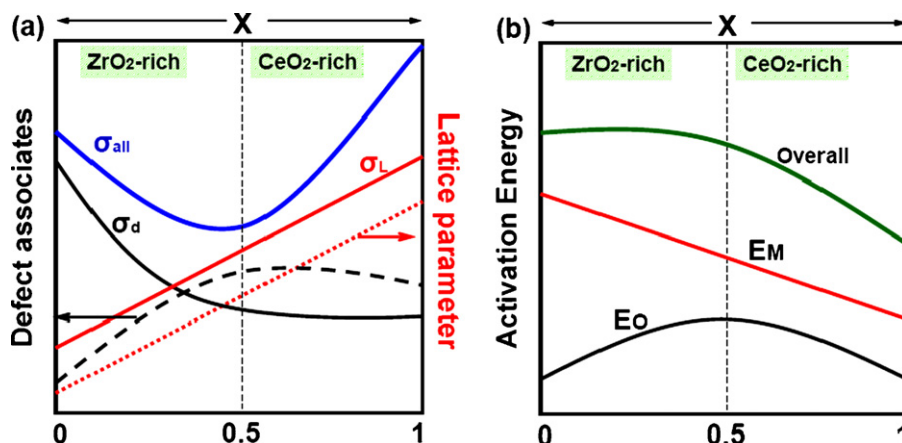 (a)
X
ZrO₂-rich
CeO₂-rich
Defect associates
Lattice parameter
σall
σL
σd
0
0.5
1
(b)
X
ZrO₂-rich
CeO₂-rich
Activation Energy
Overall
EM
EO
0
0.5
1